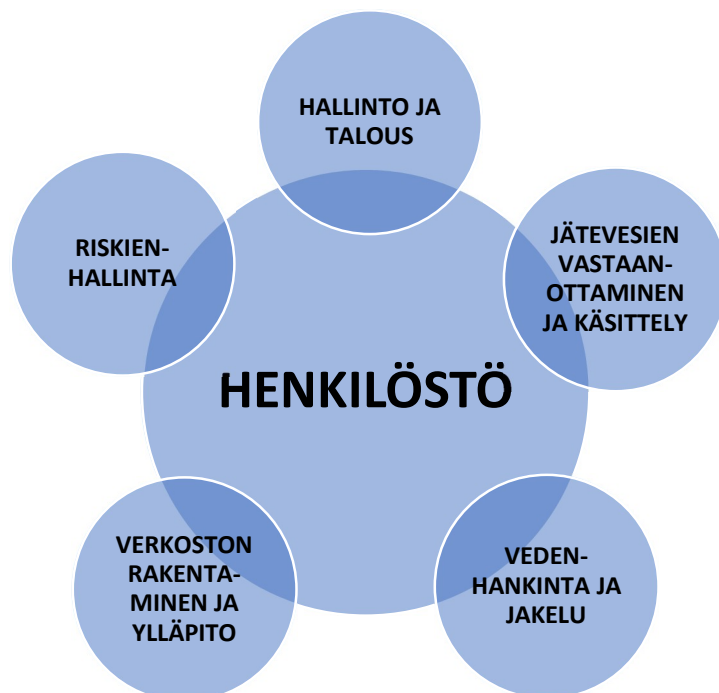 HALLINTO JA
TALOUS
JÄTEVESIEN
VASTAAN-
OTTAMINEN
JA KÄSITTELY
RISKIEN-
HALLINTA
HENKILÖSTÖ
VERKOSTON
RAKENTA-
MINEN JA
YLLÄPITO
VEDEN-
HANKINTA JA
JAKELU